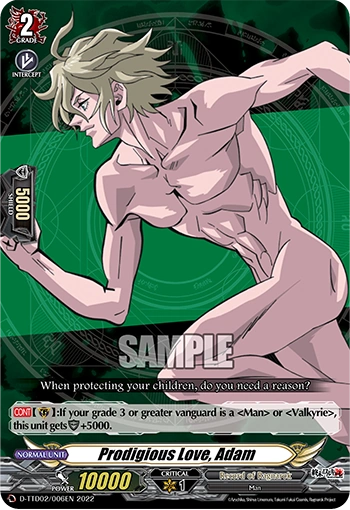 2
GRADE
INTERCEPT
5000
SHIELD
SAMPLE
When protecting your children, do you need a reason?
CONT 1:If your grade 3 or greater vanguard is a <Man> or <Valkyrie>,
this unit gets +5000.
NORMAL UNIT
Prodigious Love, Adam
POWER 10000
CRITICAL
1
Record of Ragnarok
Man
D-TTD02/006EN 2022